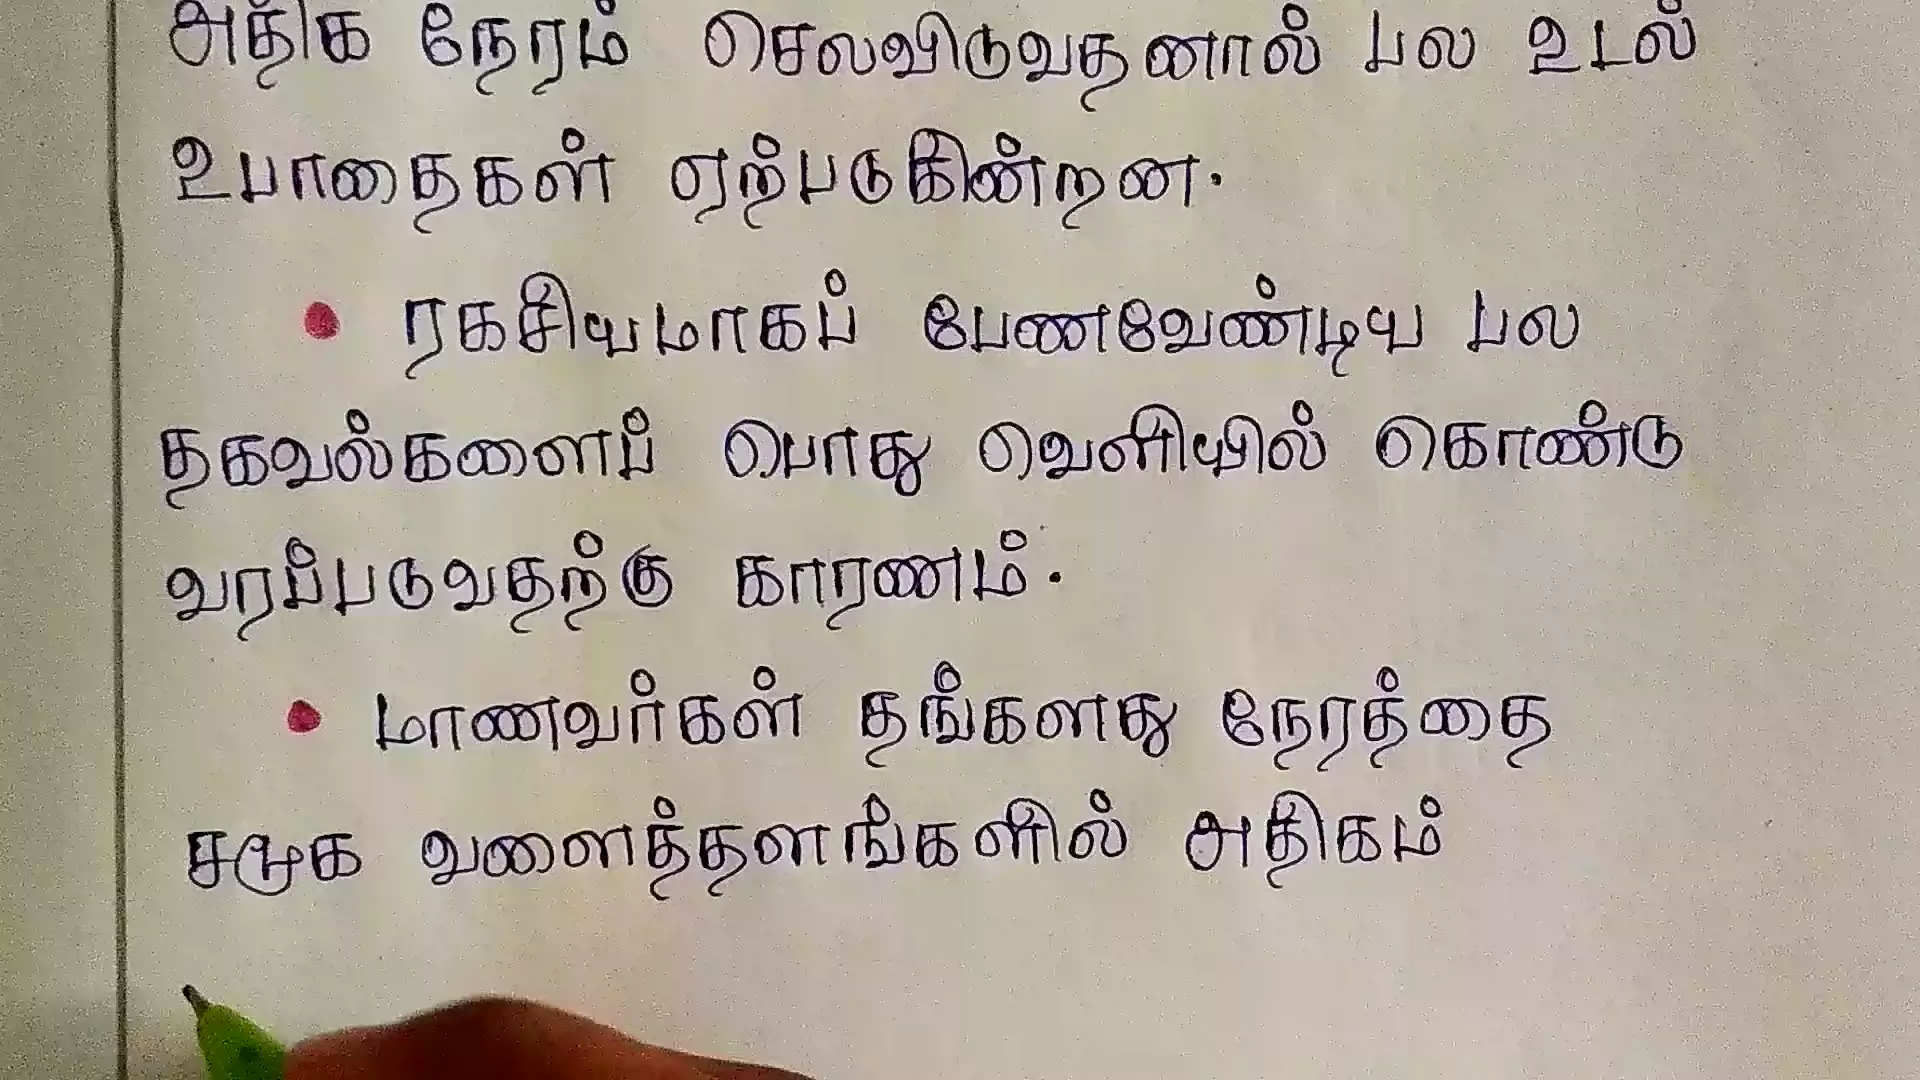 அதிக நேரம் செலவிடுவதனால் பல உடல்
உபாதைகள் ஏற்படுகின்றன.
• ரகசியமாகப் பேணவேண்டிய பல
தகவல்களைப் பொது வெளியில் கொண்டு
வரப்படுவதற்கு காரணம்.
• மாணவர்கள் தங்களது நேரத்தை
சமூக வளைத்தளங்களில் அதிகம்